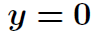 y = 0